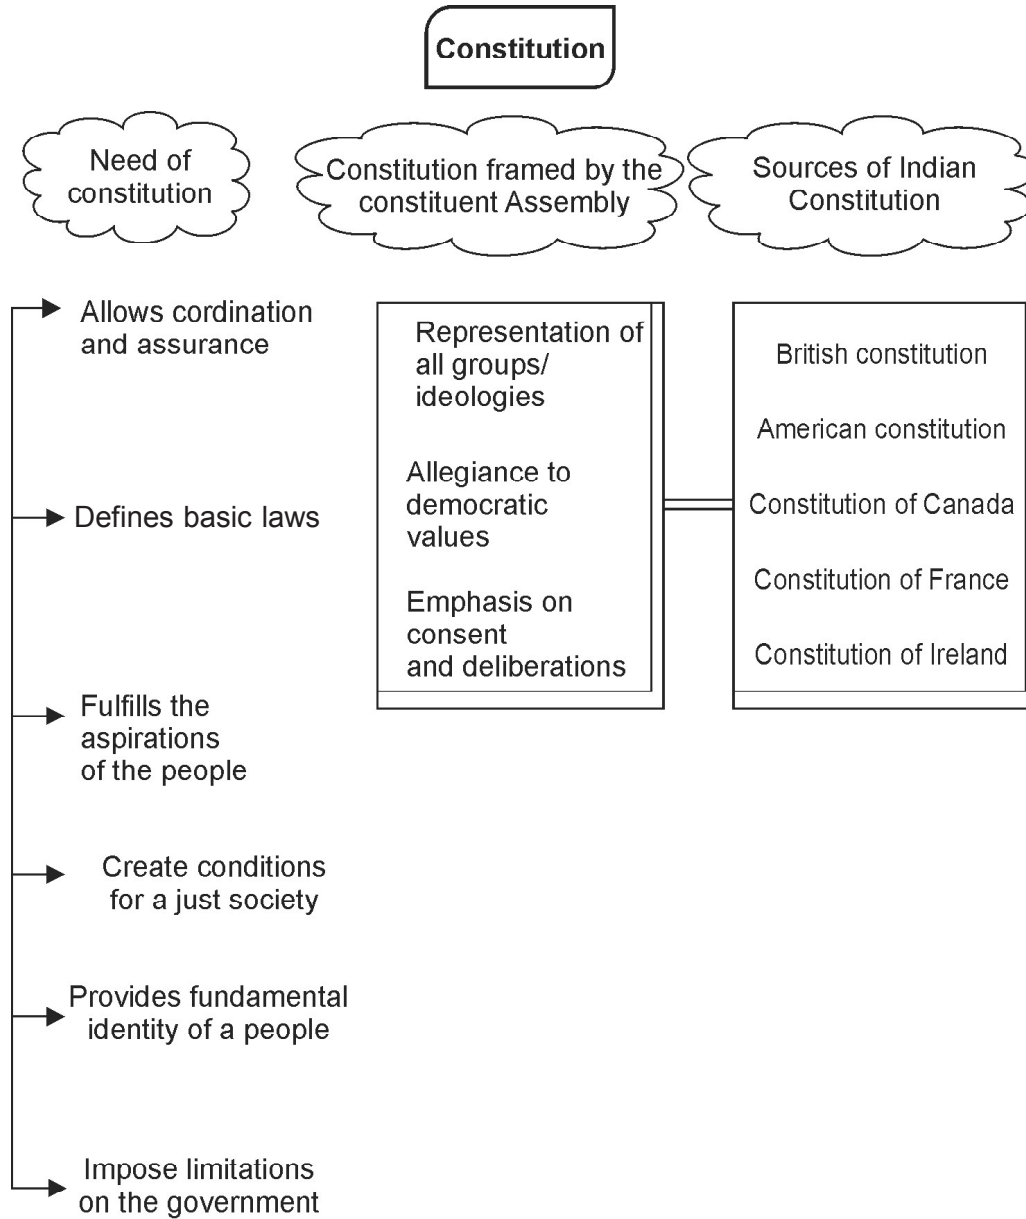 Constitution
Need of
constitution
Constitution framed by the
constituent Assembly
Sources of Indian
Constitution
Allows cordination
and assurance
Defines basic laws
Fulfills the
aspirations
of the people
Create conditions
for a just society
Provides fundamental
identity of a people
Impose limitations
on the government
Representation of
all groups/
ideologies
Allegiance to
democratic
values
Emphasis on
consent
and deliberations
British constitution
American constitution
Constitution of Canada
Constitution of France
Constitution of Ireland